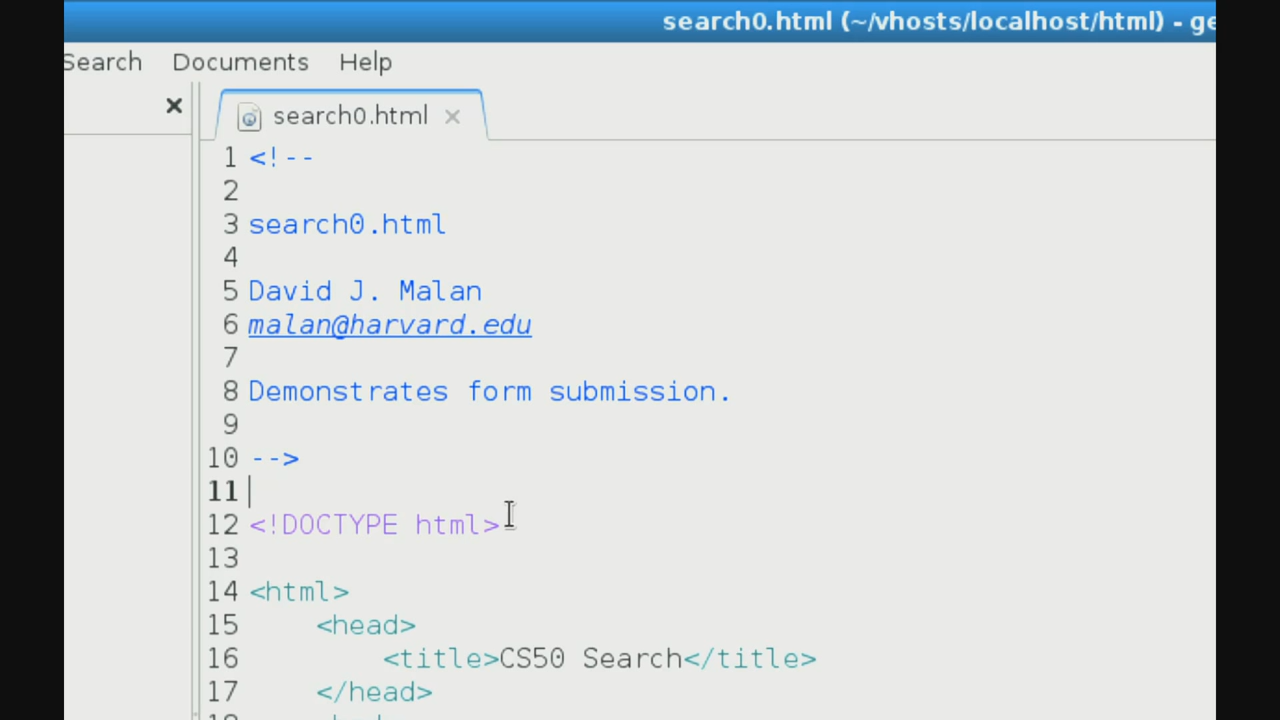 search0.html (~/vhosts/localhost/html) - ge
Search Documents Help
search0.html
1 <!--
2
3 search0.html
4
5 David J. Malan
6 malan@harvard.edu
7
8 Demonstrates form submission.
9
10 -->
11
12 <!DOCTYPE html>
13
14 <html>
15 <head>
16 <title>CS50 Search</title>
17 </head>